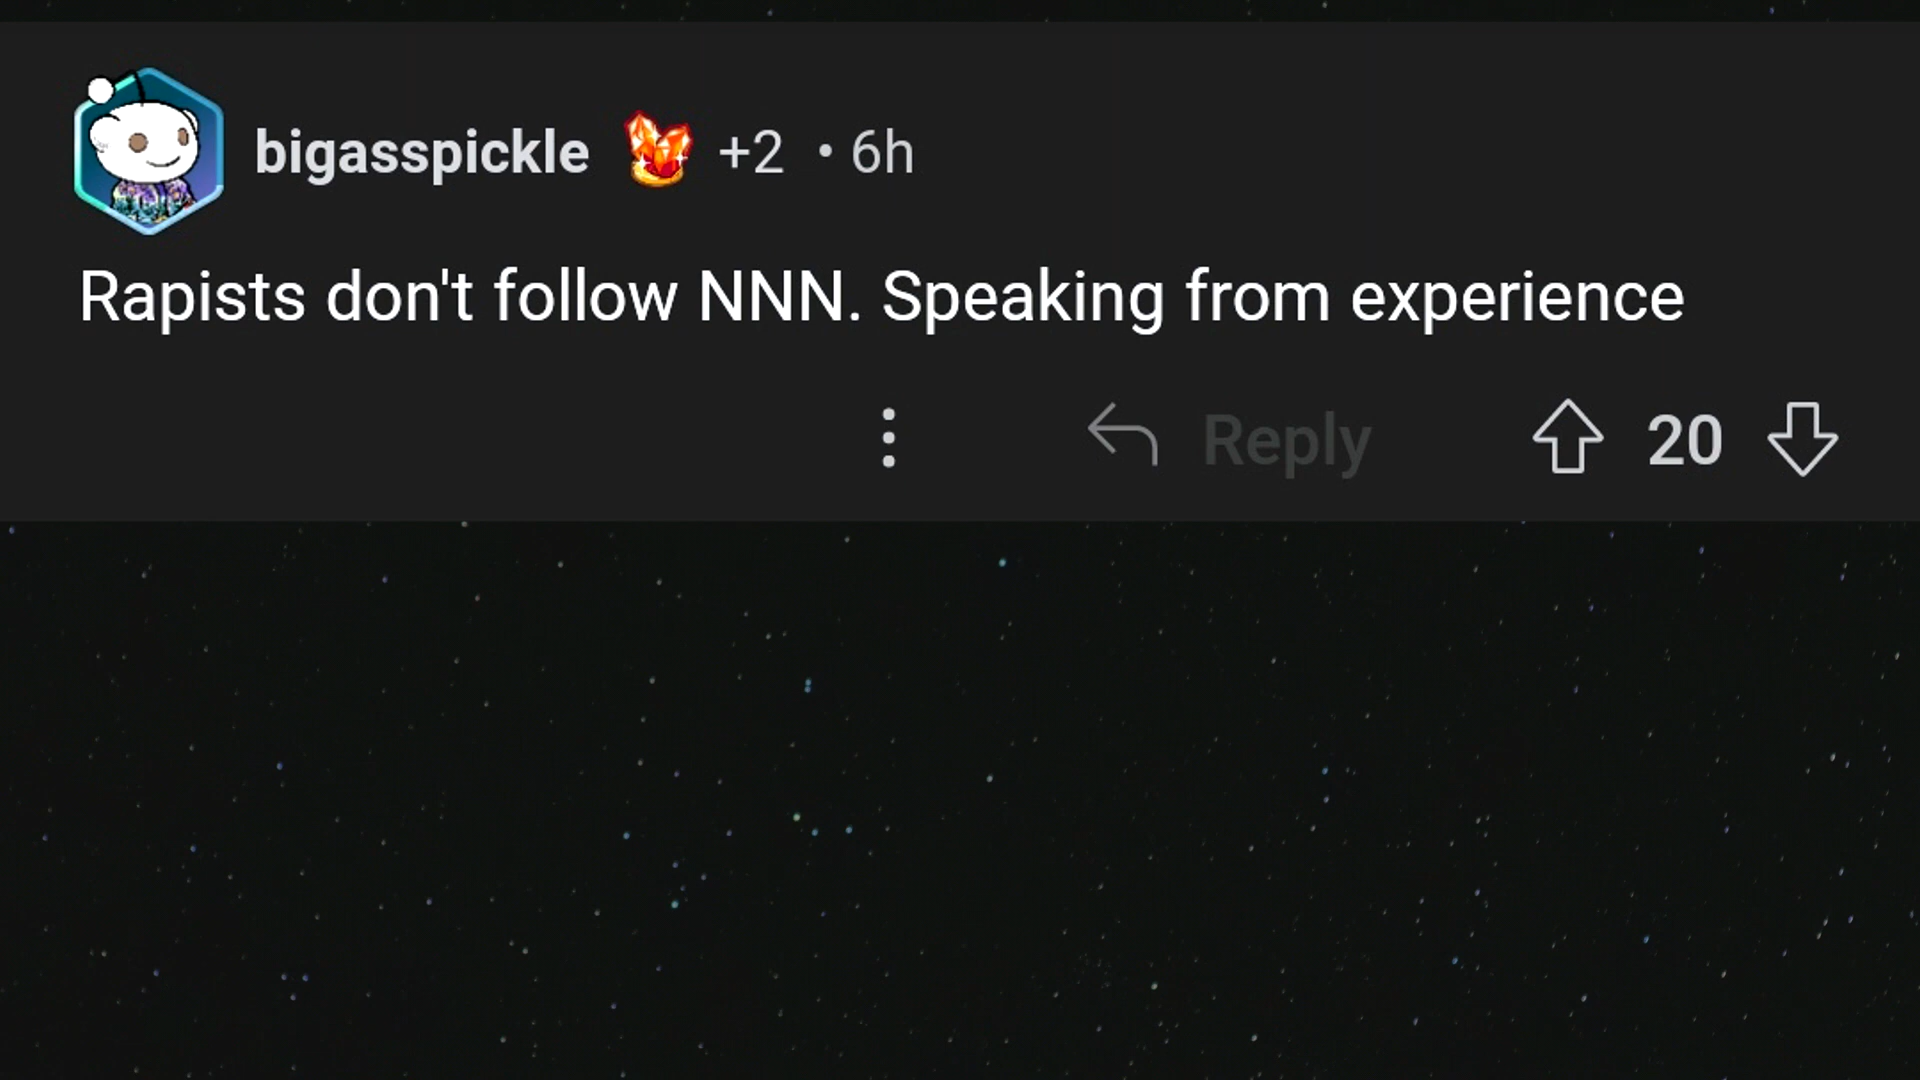 bigasspickle +2 • 6h
Rapists don't follow NNN. Speaking from experience
Reply 20